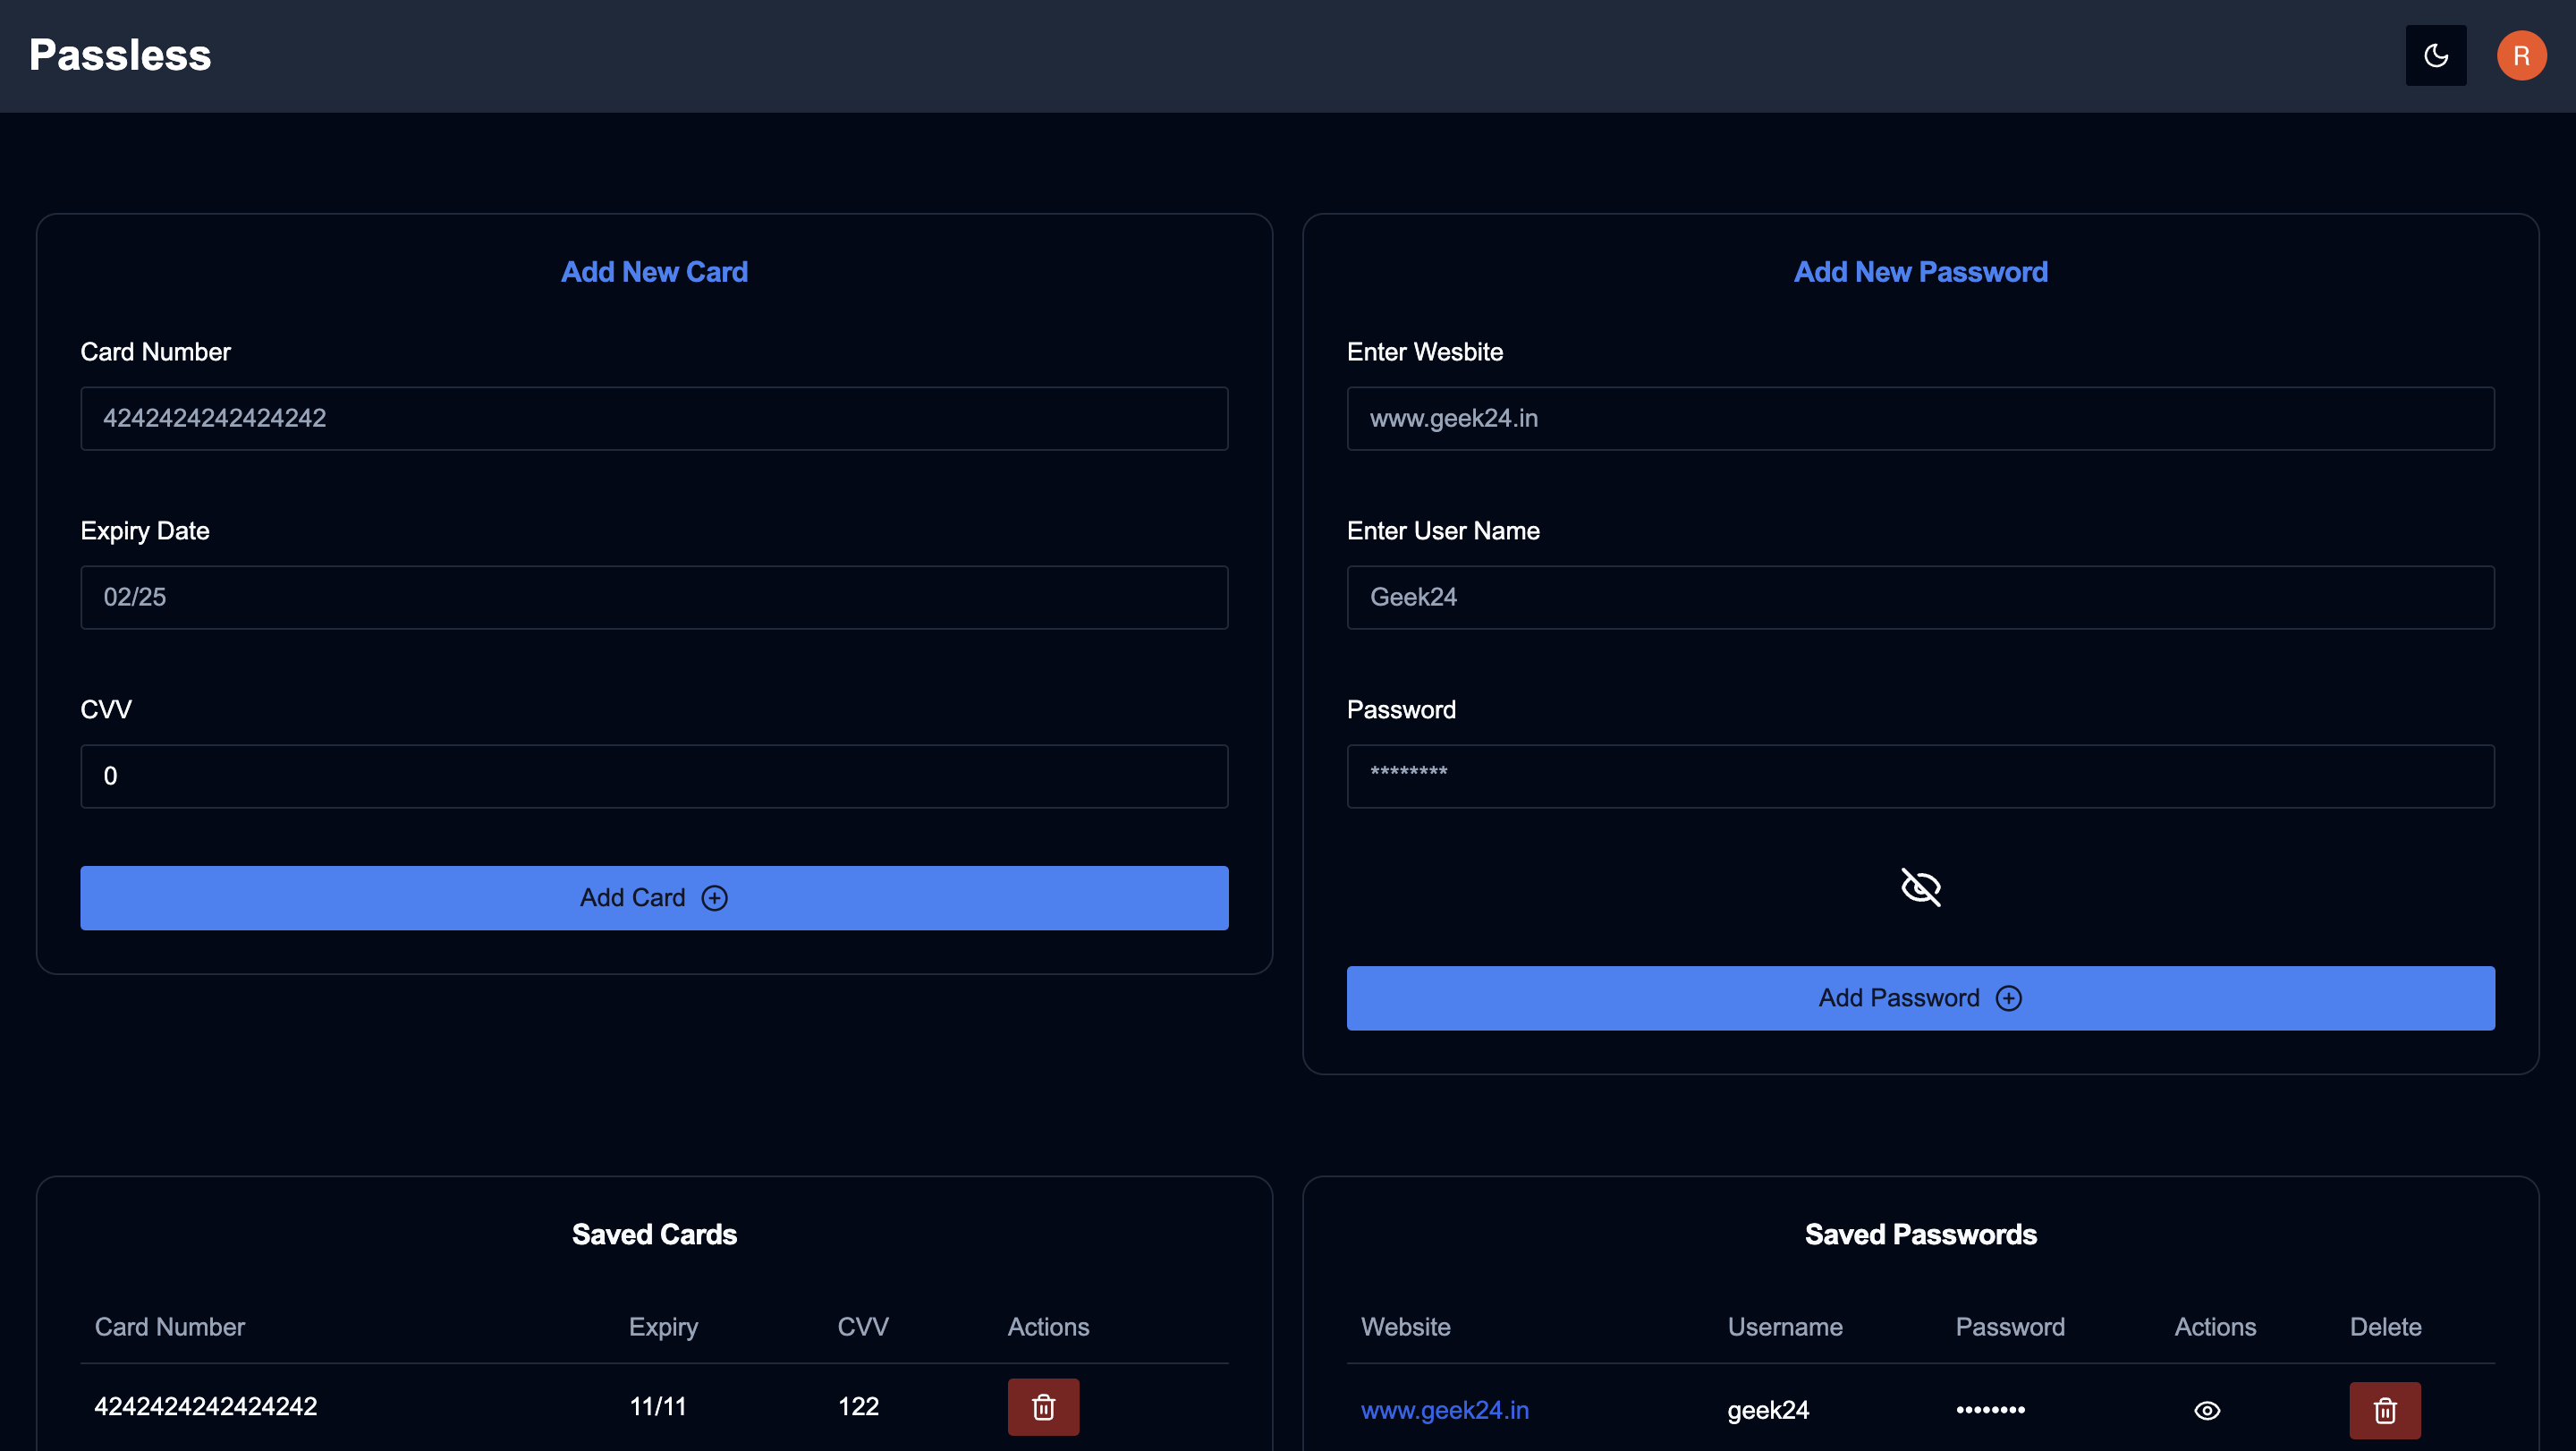 Passless
R
Add New Card
Card Number
4242424242424242
Expiry Date
02/25
CVV
0
Add Card
Add New Password
Enter Wesbite
www.geek24.in
Enter User Name
Geek24
Password
********
Add Password
Saved Cards
Card Number Expiry CVV Actions
4242424242424242 11/11 122
Saved Passwords
Website Username Password Actions Delete
www.geek24.in geek24 ••••••••